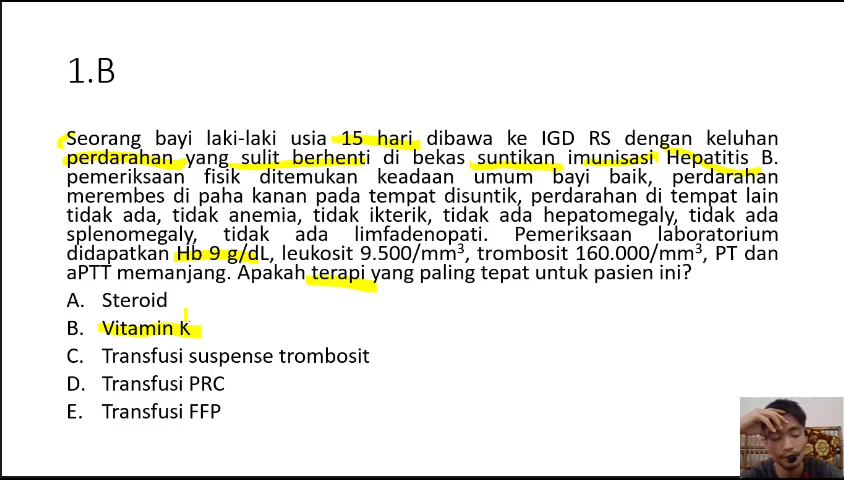 1.B
Seorang bayi laki-laki usia 15 hari dibawa ke IGD RS dengan keluhan
perdarahan yang sulit berhenti di bekas suntikan imunisasi Hepatitis B.
pemeriksaan fisik ditemukan keadaan umum bayi baik, perdarahan
merembes di paha kanan pada tempat disuntik, perdarahan di tempat lain
tidak ada, tidak anemia, tidak ikterik, tidak ada hepatomegaly, tidak ada
splenomegaly, tidak ada limfadenopati. Pemeriksaan laboratorium
didapatkan Hb 9 g/dL, leukosit 9.500/mm³, trombosit 160.000/mm³, PT dan
aPTT memanjang. Apakah terapi yang paling tepat untuk pasien ini?
A. Steroid
B. Vitamin K
C. Transfusi suspense trombosit
D. Transfusi PRC
E. Transfusi FFP